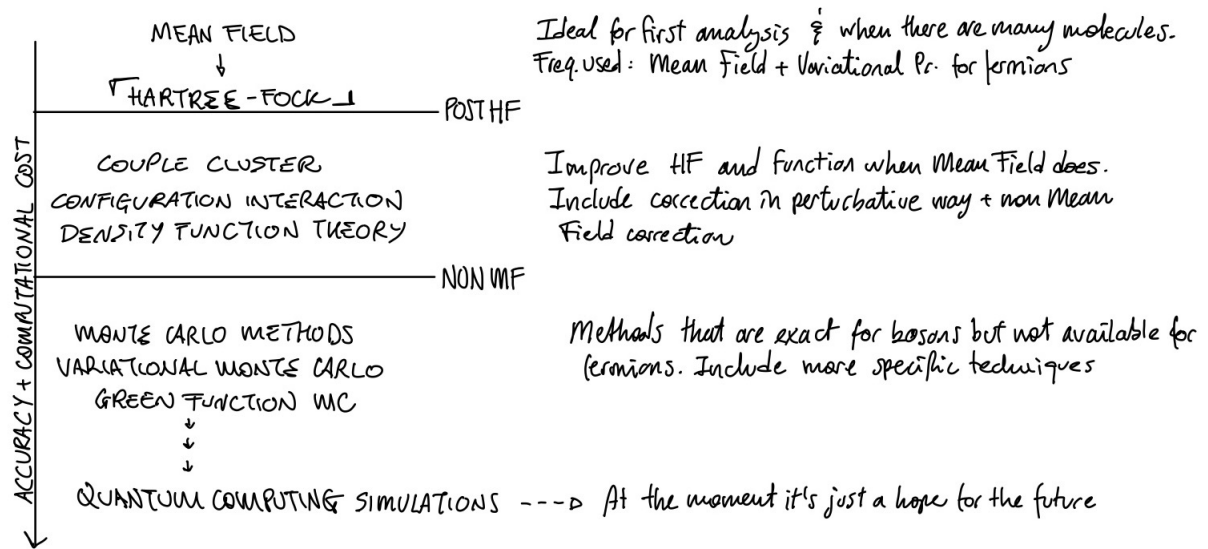 MEAN FIELD
↓
HARTREE-FOCK
Ideal for first analysis & when there are many molecules.
Freq. used: Mean Field + Variational Pr. for fermions
POST HF
COUPLE CLUSTER
CONFIGURATION INTERACTION
DENSITY FUNCTION THEORY
Improve HF and function when Mean Field does.
Include correction in perturbative way + non Mean
Field correction
NON MF
MONTE CARLO METHODS
VARIATIONAL MONTE CARLO
GREEN FUNCTION MC
↓
↓
↓
Methods that are exact for bosons but not available for
fermions. Include more specific techniques
QUANTUM COMPUTING SIMULATIONS ---> At the moment it's just a hope for the future
ACCURACY + COMPUTATIONAL COST